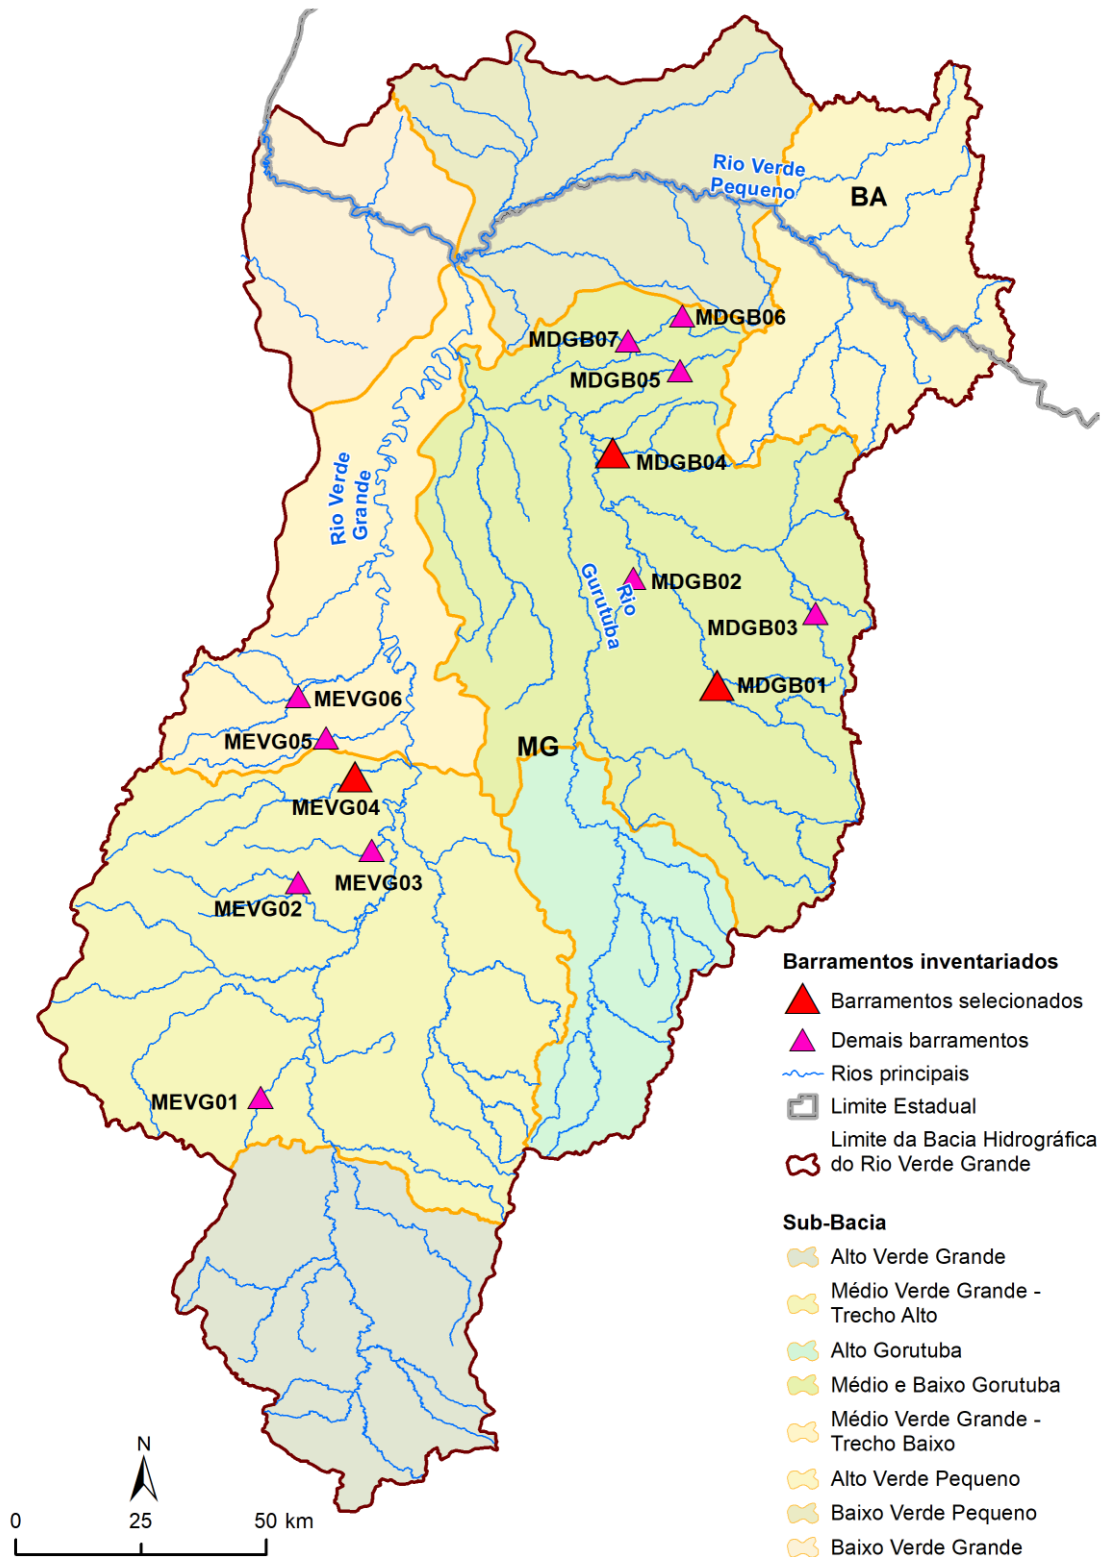 Rio Verde
Pequeno
BA
MDGB06
MDGB07
MDGB05
MDGB04
Rio Verde
Grande
MDGB02
Rio
Gurutuba
MDGB03
MDGB01
MEVG06
MEVG05
MG
MEVG04
MEVG03
MEVG02
MEVG01
Barramentos inventariados
Barramentos selecionados
Demais barramentos
Rios principais
Limite Estadual
Limite da Bacia Hidrográfica
do Rio Verde Grande
Sub-Bacia
Alto Verde Grande
Médio Verde Grande -
Trecho Alto
Alto Gorutuba
Médio e Baixo Gorutuba
Médio Verde Grande -
Trecho Baixo
Alto Verde Pequeno
Baixo Verde Pequeno
Baixo Verde Grande
N
0 25 50 km